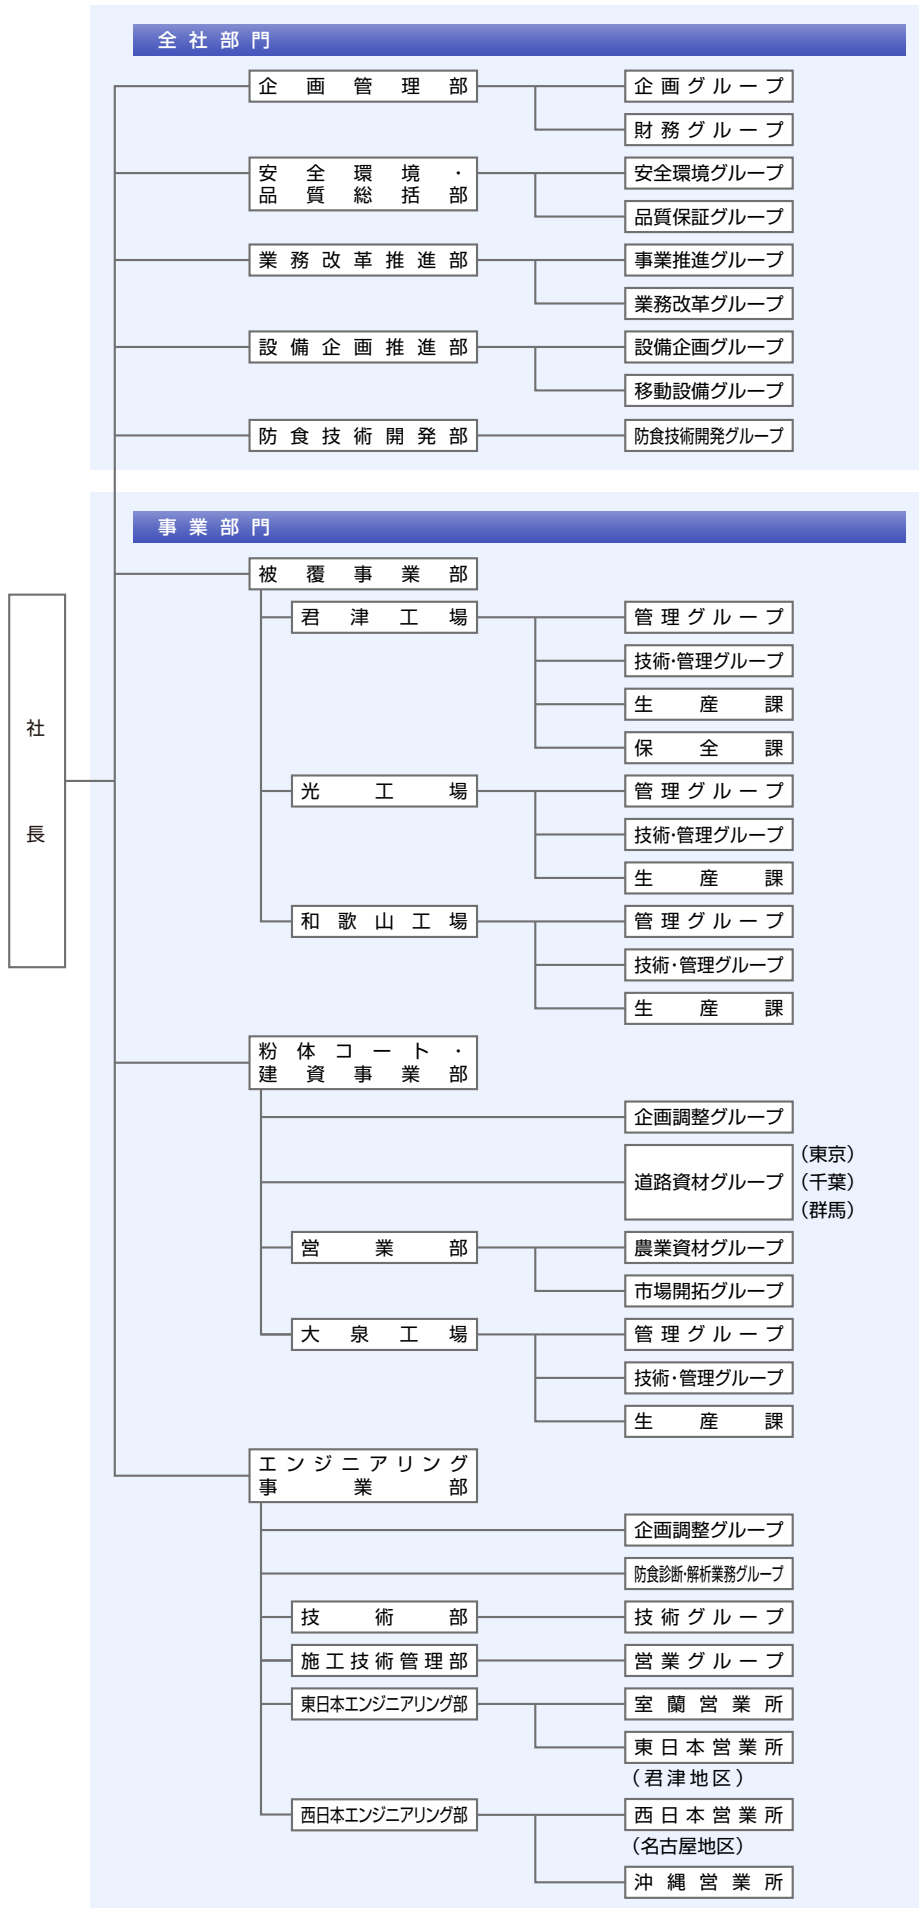 全社部門
企画管理部
企画グループ
財務グループ
安全環境・
品質総括部
安全環境グループ
品質保証グループ
業務改革推進部
事業推進グループ
業務改革グループ
設備企画推進部
設備企画グループ
移動設備グループ
防食技術開発部
防食技術開発グループ
事業部門
社長
被覆事業部
君津工場
管理グループ
技術・管理グループ
生産課
保全課
光工場
管理グループ
技術・管理グループ
生産課
和歌山工場
管理グループ
技術・管理グループ
生産課
粉体コート・
建資事業部
企画調整グループ
道路資材グループ
（東京）
（千葉）
（群馬）
営業部
農業資材グループ
市場開拓グループ
大泉工場
管理グループ
技術・管理グループ
生産課
エンジニアリング
事業部
企画調整グループ
防食診断・解析業務グループ
技術部
技術グループ
施工技術管理部
営業グループ
東日本エンジニアリング部
室蘭営業所
東日本営業所
（君津地区）
西日本エンジニアリング部
西日本営業所
（名古屋地区）
沖縄営業所